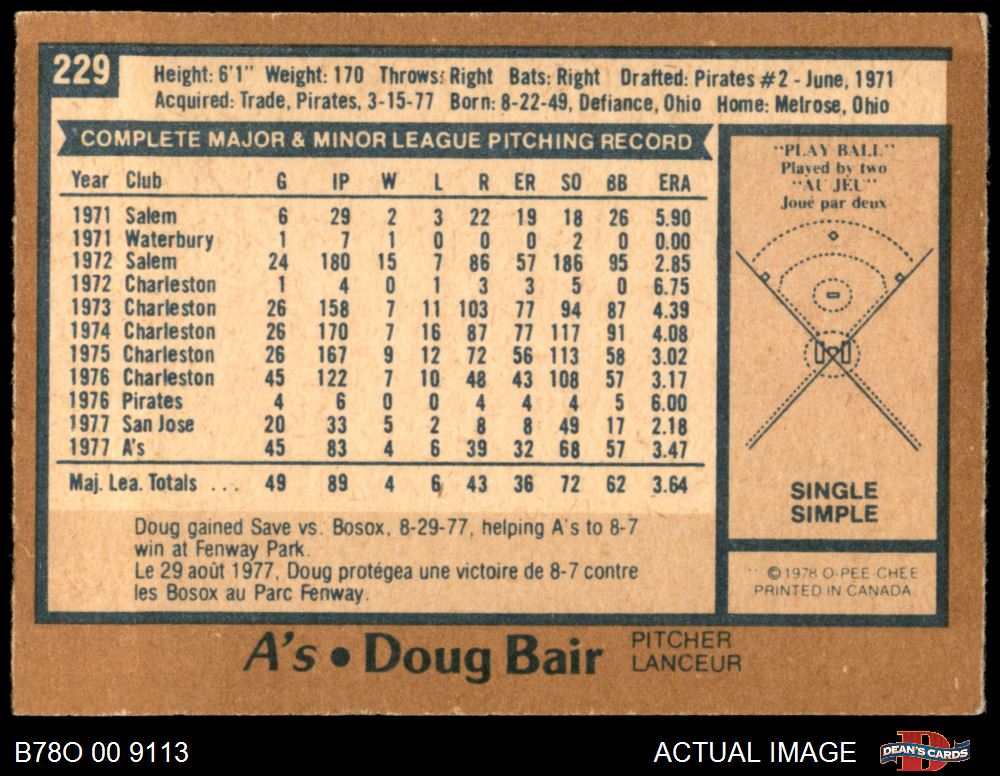 229
Height: 6'1" Weight: 170 Throws: Right Bats: Right Drafted: Pirates #2 - June, 1971
Acquired: Trade, Pirates, 3-15-77 Born: 8-22-49, Defiance, Ohio Home: Melrose, Ohio
COMPLETE MAJOR & MINOR LEAGUE PITCHING RECORD
Year Club G IP W L R ER SO BB ERA
1971 Salem 6 29 2 3 22 19 18 26 5.90
1971 Waterbury 1 7 1 0 0 0 2 0 0.00
1972 Salem 24 180 15 7 86 57 186 95 2.85
1972 Charleston 1 4 0 1 3 3 5 0 6.75
1973 Charleston 26 158 7 11 103 77 94 87 4.39
1974 Charleston 26 170 7 16 87 77 117 91 4.08
1975 Charleston 26 167 9 12 72 56 113 58 3.02
1976 Charleston 45 122 7 10 48 43 108 57 3.17
1976 Pirates 4 6 0 0 4 4 4 5 6.00
1977 San Jose 20 33 5 2 8 8 49 17 2.18
1977 A's 45 83 4 6 39 32 68 57 3.47
Maj. Lea. Totals ... 49 89 4 6 43 36 72 62 3.64
Doug gained Save vs. Bosox, 8-29-77, helping A's to 8-7
win at Fenway Park.
Le 29 août 1977, Doug protégea une victoire de 8-7 contre
les Bosox au Parc Fenway.
"PLAY BALL"
Played by two
"AU JEU"
Joué par deux
SINGLE
SIMPLE
© 1978 O-PEE-CHEE
PRINTED IN CANADA
A's • Doug Bair
PITCHER
LANCEUR
B78O 00 9113
ACTUAL IMAGE
DEAN'S CARDS